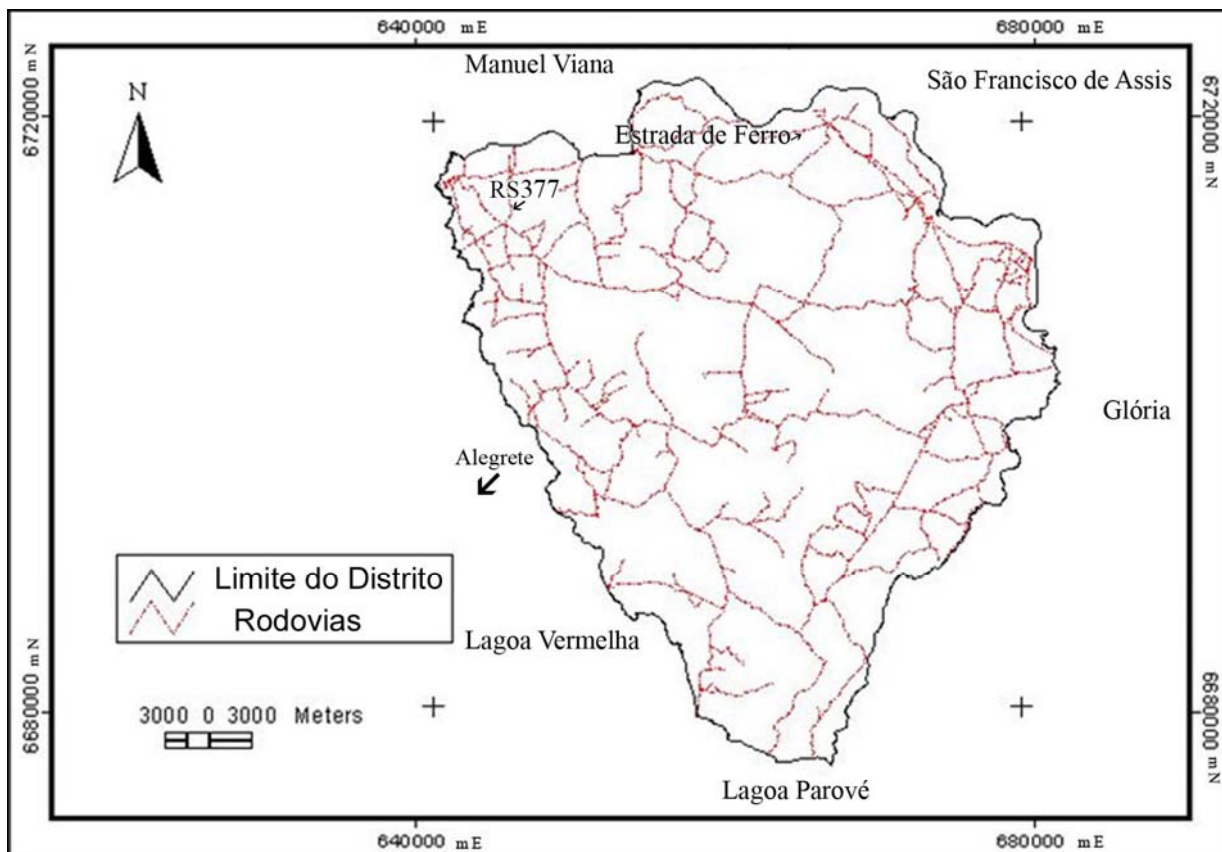 640000 mE
680000 mE
Manuel Viana
São Francisco de Assis
6720000 mN
6720000 mN
N
Estrada de Ferro
RS377
Glória
Alegrete
Limite do Distrito
Rodovias
Lagoa Vermelha
3000 0 3000 Meters
6680000 mN
6680000 mN
Lagoa Parové
640000 mE
680000 mE